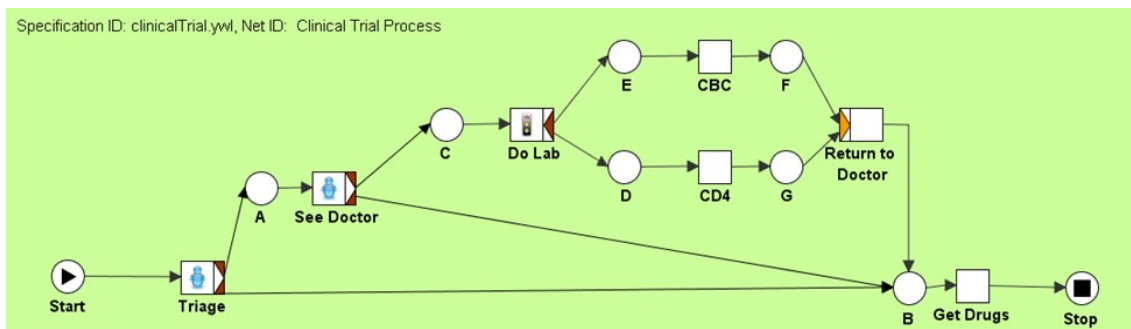 Specification ID: clinicalTrial.ywl, Net ID: Clinical Trial Process
E
CBC
F
C
Do Lab
Return to
Doctor
D
CD4
G
A
See Doctor
Start
Triage
B
Get Drugs
Stop